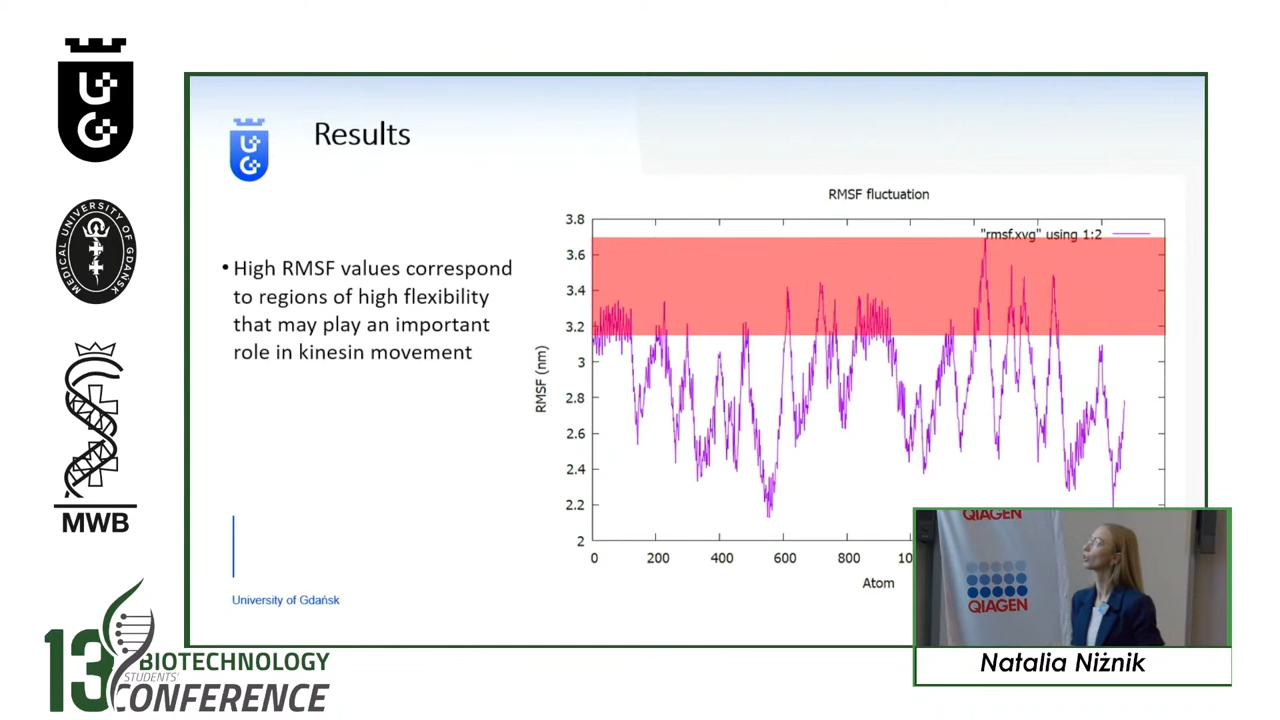 UG
MEDICAL UNIVERSITY OF GDAŃSK
MWB
13 BIOTECHNOLOGY
STUDENTS'
CONFERENCE
UG
Results
• High RMSF values correspond
to regions of high flexibility
that may play an important
role in kinesin movement
University of Gdańsk
RMSF fluctuation
"rmsf.xvg" using 1:2
RMSF (nm)
3.8
3.6
3.4
3.2
3
2.8
2.6
2.4
2.2
2
0 200 400 600 800 10
Atom
QIAGEN
QIAGEN
Natalia Niżnik